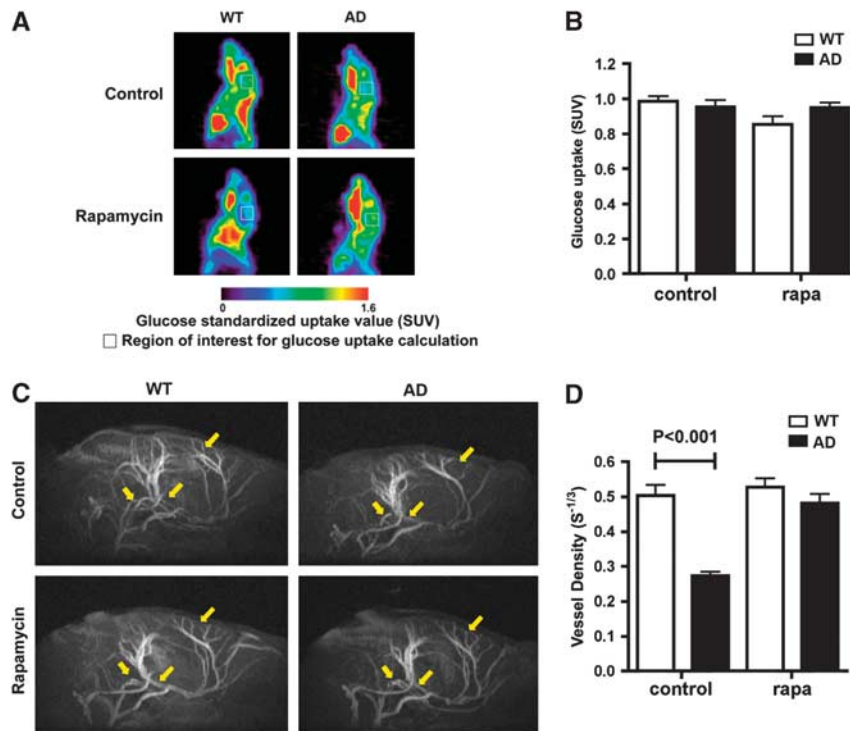 A
WT
AD
Control
Rapamycin
0
1.6
Glucose standardized uptake value (SUV)
Region of interest for glucose uptake calculation
B
WT
AD
Glucose uptake (SUV)
1.2
1.0
0.8
0.6
0.4
0.2
0.0
control
rapa
C
WT
AD
Control
Rapamycin
D
WT
AD
P<0.001
Vessel Density (S-1/3)
0.6
0.5
0.4
0.3
0.2
0.1
0.0
control
rapa